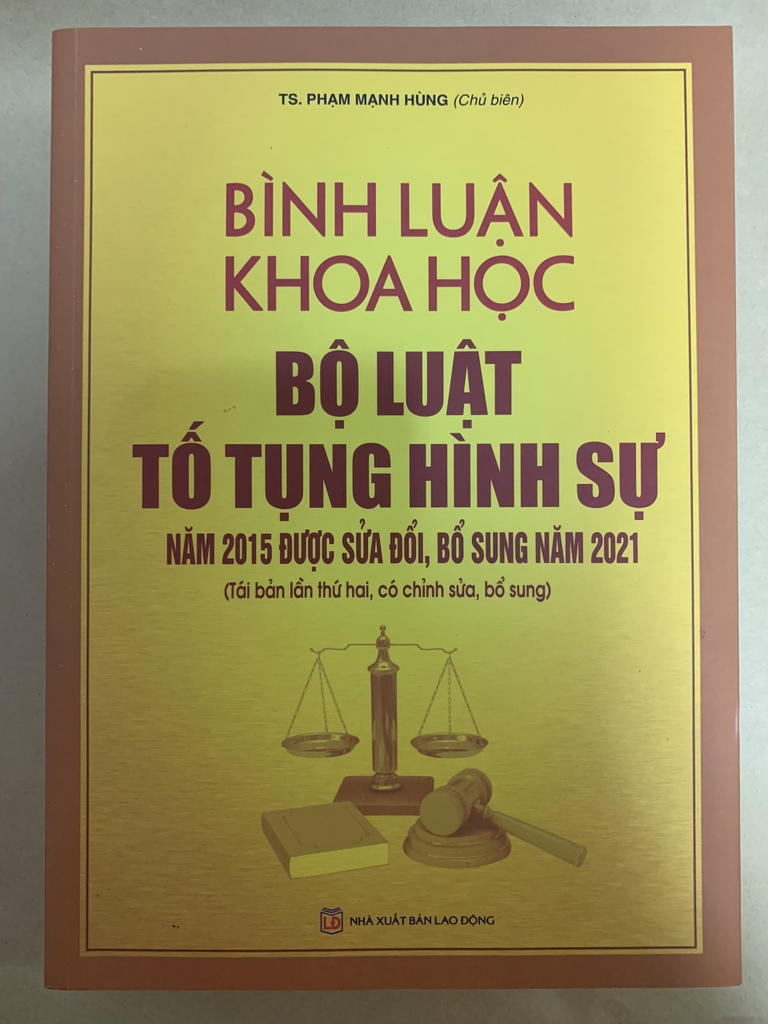 TS. PHẠM MẠNH HÙNG (Chủ biên)
BÌNH LUẬN
KHOA HỌC
BỘ LUẬT
TỐ TỤNG HÌNH SỰ
NĂM 2015 ĐƯỢC SỬA ĐỔI, BỔ SUNG NĂM 2021
(Tái bản lần thứ hai, có chỉnh sửa, bổ sung)
LĐ NHÀ XUẤT BẢN LAO ĐỘNG